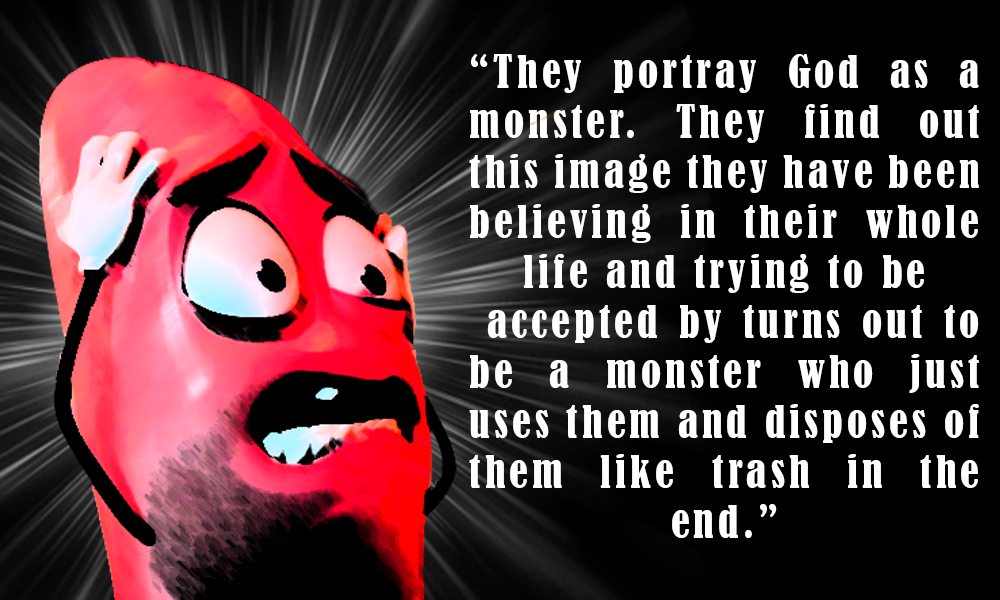 “They portray God as a
monster. They find out
this image they have been
believing in their whole
life and trying to be
accepted by turns out to
be a monster who just
uses them and disposes of
them like trash in the
end.”